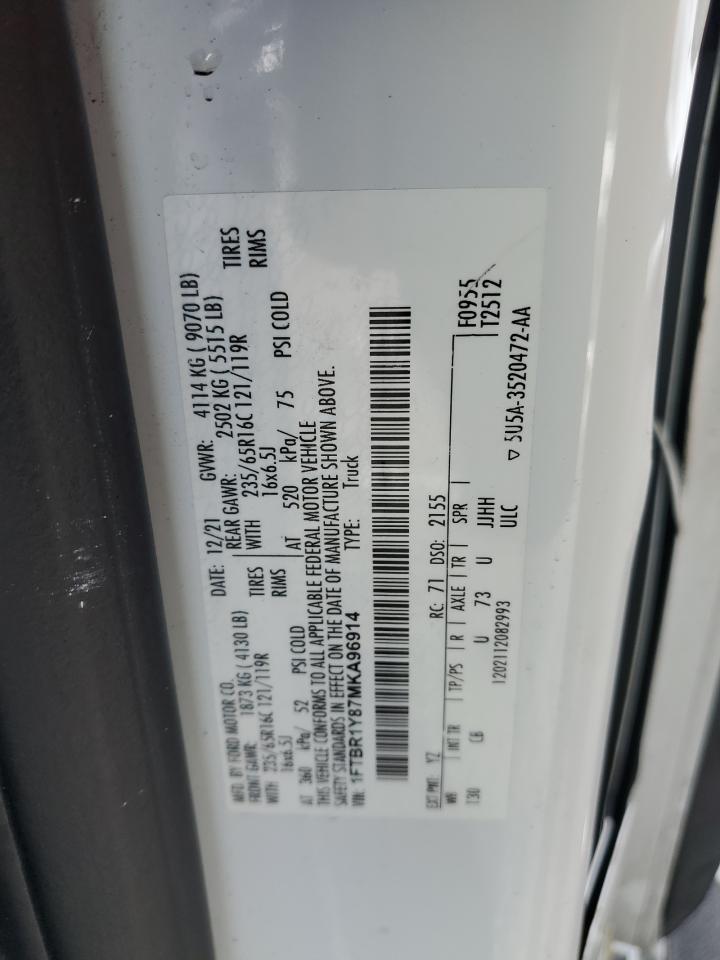 MFD. BY FORD MOTOR CO.
DATE: 12/21 GVWR: 4114 KG ( 9070 LB)
FRONT GAWR: 1873 KG ( 4130 LB) REAR GAWR: 2502 KG ( 5515 LB)
WITH 235/65R16C 121/119R TIRES WITH 235/65R16C 121/119R TIRES
16x6.5J RIMS 16x6.5J RIMS
AT 360 kPa/ 52 PSI COLD AT 520 kPa/ 75 PSI COLD
THIS VEHICLE CONFORMS TO ALL APPLICABLE FEDERAL MOTOR VEHICLE
SAFETY STANDARDS IN EFFECT ON THE DATE OF MANUFACTURE SHOWN ABOVE.
VIN: 1FTBR1Y87MKA96914 TYPE: Truck
EXT PNT: YZ RC: 71 DSO: 2155 F0955
WB INT TR TP/PS R AXLE TR SPR T2512
130 CB U 73 U JJHH
1202112082993 ULC ▽ 5U5A-3520472-AA